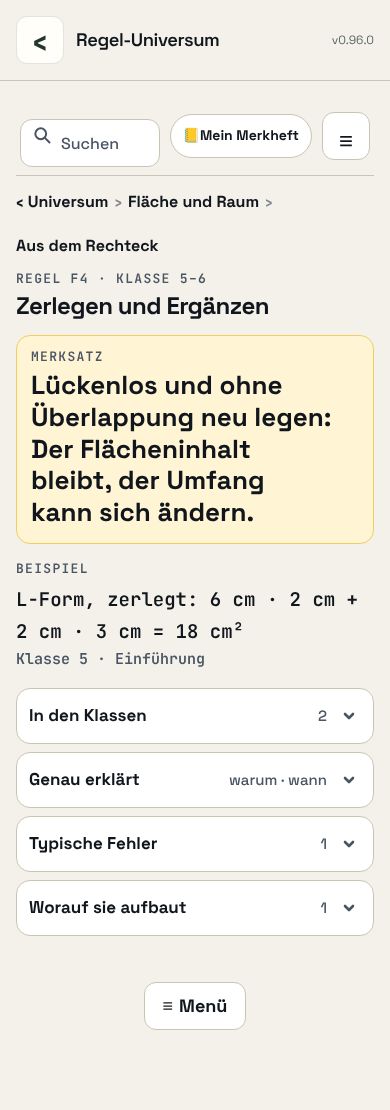 < Regel-Universum v0.96.0
Suchen 📒Mein Merkheft ≡
< Universum > Fläche und Raum >
Aus dem Rechteck
REGEL F4 · KLASSE 5–6
Zerlegen und Ergänzen
MERKSATZ
Lückenlos und ohne
Überlappung neu legen:
Der Flächeninhalt
bleibt, der Umfang
kann sich ändern.
BEISPIEL
L-Form, zerlegt: 6 cm · 2 cm +
2 cm · 3 cm = 18 cm²
Klasse 5 · Einführung
In den Klassen 2
Genau erklärt warum · wann
Typische Fehler 1
Worauf sie aufbaut 1
≡ Menü